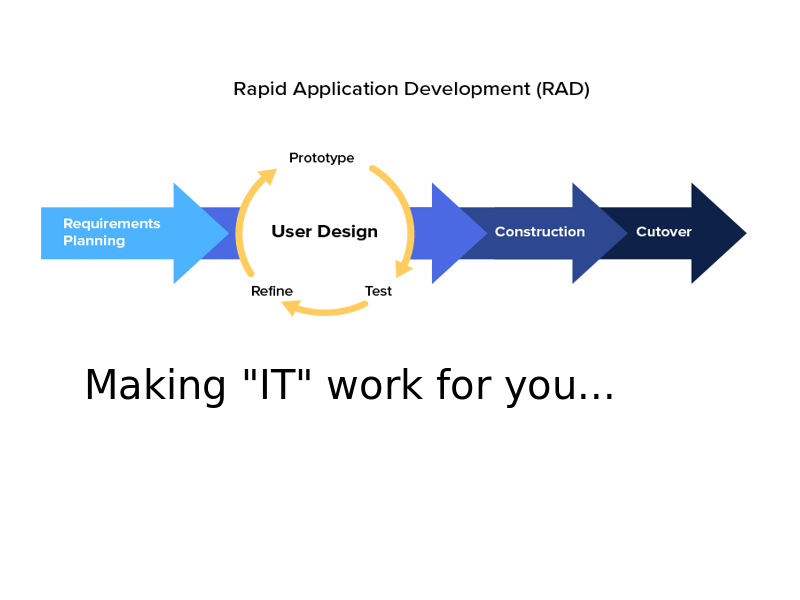 Rapid Application Development (RAD)
Prototype
Requirements
Planning
User Design
Construction
Cutover
Refine
Test
Making "IT" work for you...